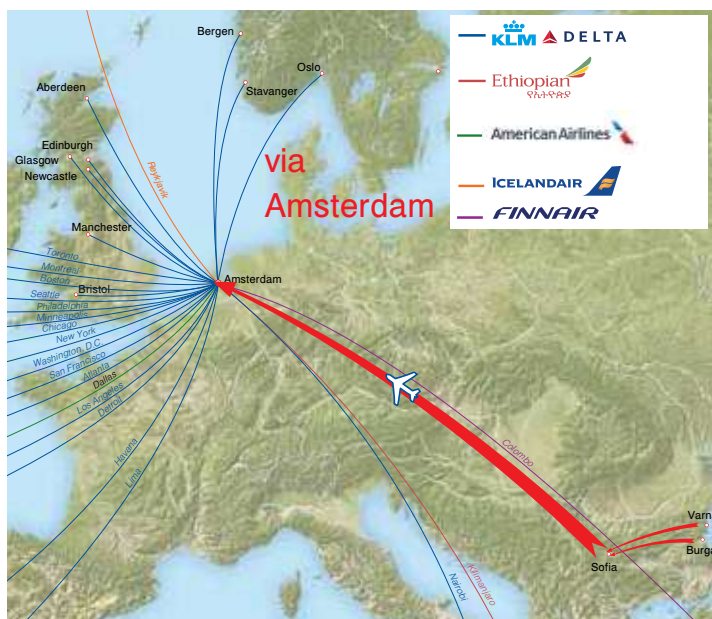 Bergen
Oslo
Aberdeen
Stavanger
Edinburgh
Glasgow
Newcastle
Reykjavik
via
Amsterdam
Manchester
Toronto
Montreal
Boston
Amsterdam
Seattle
Bristol
Philadelphia
Minneapolis
Chicago
New York
Washington, D.C.
San Francisco
Atlanta
Dallas
Los Angeles
Detroit
Havana
Lima
Colombo
Varn
Burga
Sofia
Nairobi
Kilimanjaro
KLM DELTA
Ethiopian
የኢትዮጵያ
American Airlines
ICELANDAIR
FINNAIR